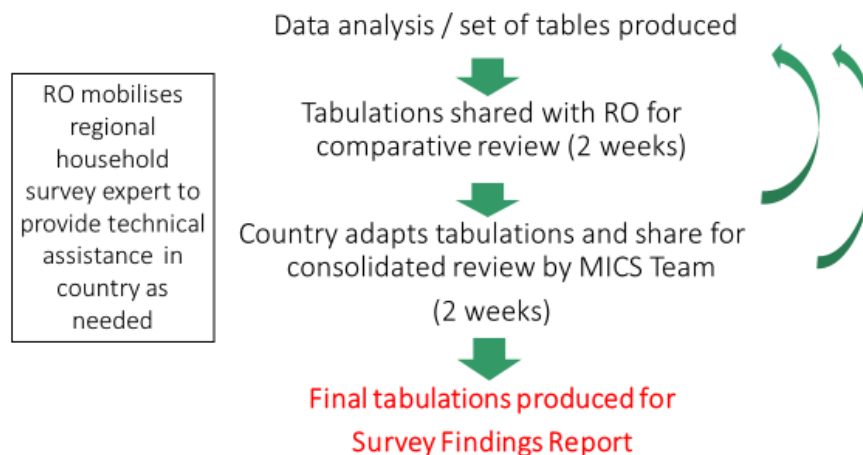 Data analysis / set of tables produced
RO mobilises
regional
household
survey expert to
provide technical
assistance in
country as
needed
Tabulations shared with RO for
comparative review (2 weeks)
Country adapts tabulations and share for
consolidated review by MICS Team
(2 weeks)
Final tabulations produced for
Survey Findings Report